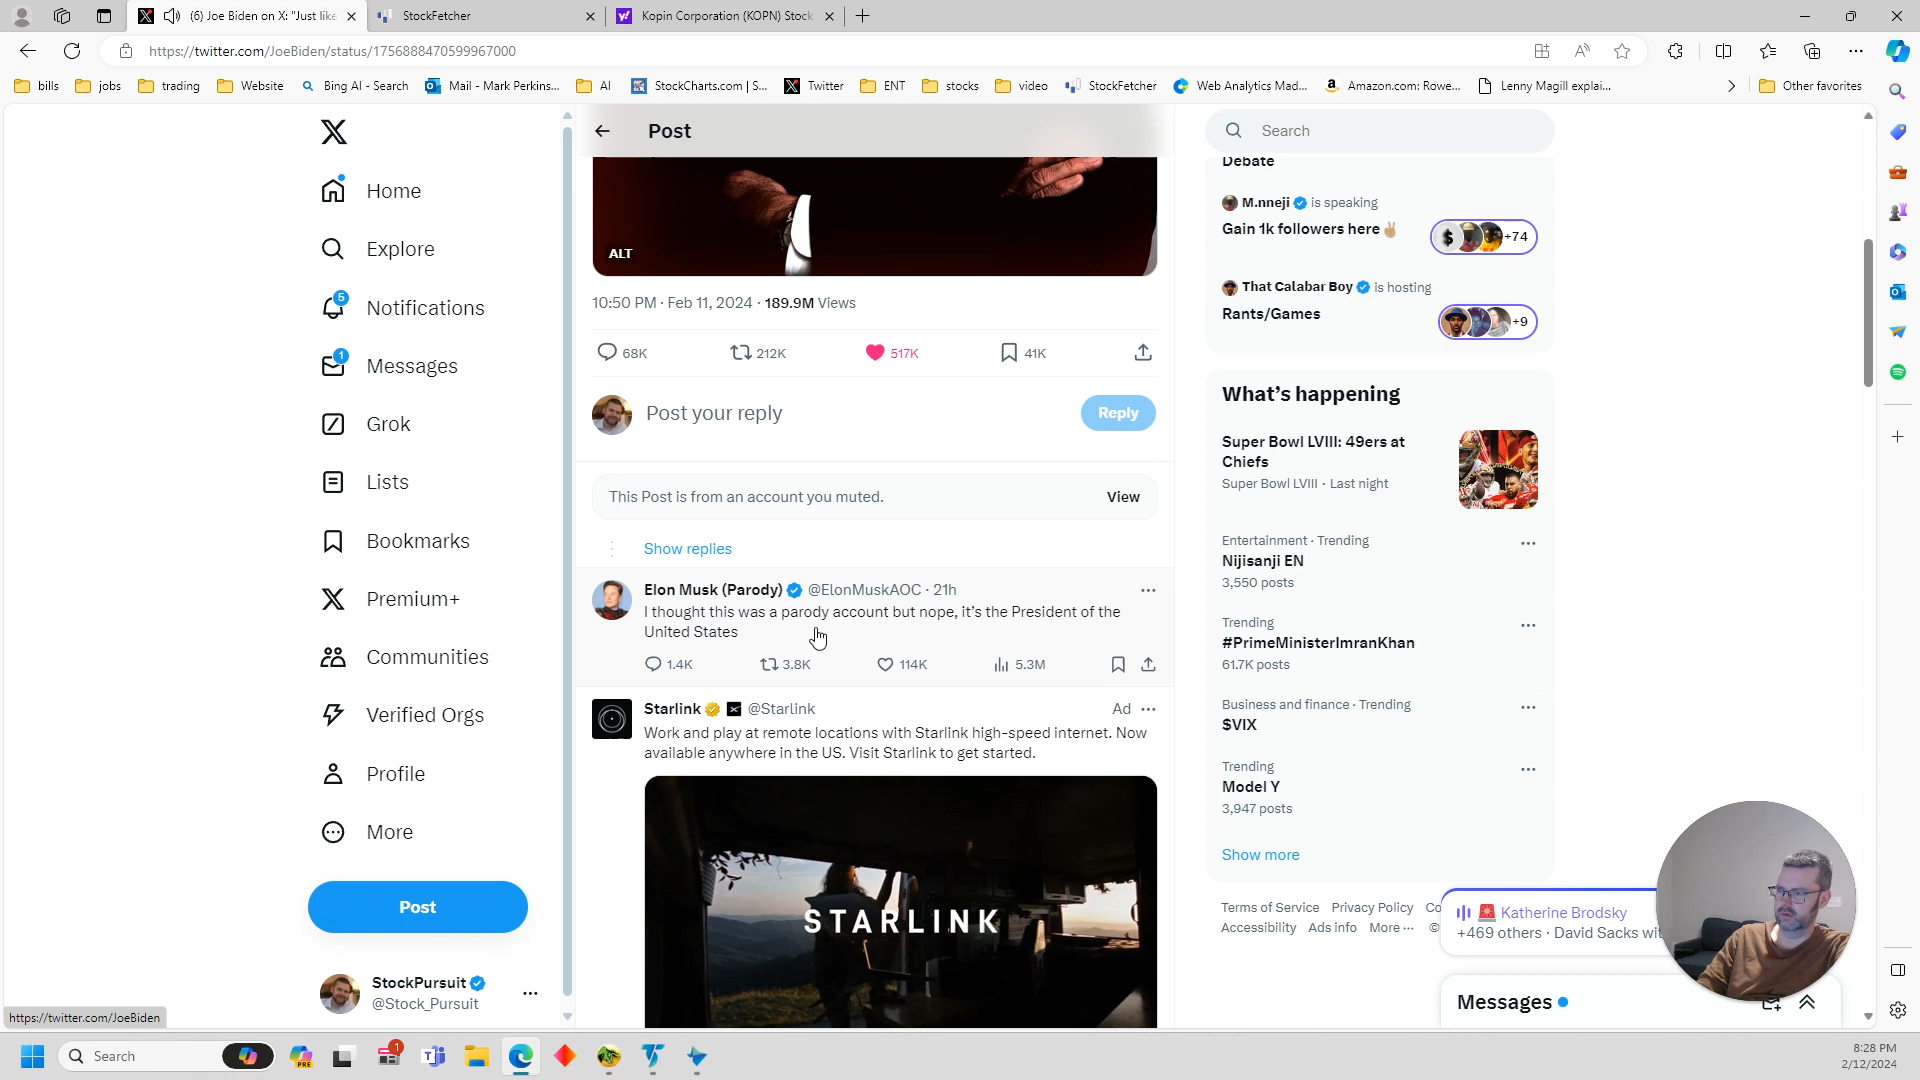 (6) Joe Biden on X: "Just like
StockFetcher
Kopin Corporation (KOPN) Stock
https://twitter.com/JoeBiden/status/1756888470599967000
bills
jobs
trading
Website
Bing AI - Search
Mail - Mark Perkins...
AI
StockCharts.com | S...
Twitter
ENT
stocks
video
StockFetcher
Web Analytics Mad...
Amazon.com: Rowe...
Lenny Magill explai...
Other favorites
Home
Explore
5
Notifications
1
Messages
Grok
Lists
Bookmarks
Premium+
Communities
Verified Orgs
Profile
More
Post
StockPursuit
@Stock_Pursuit
https://twitter.com/JoeBiden
Post
ALT
10:50 PM · Feb 11, 2024 · 189.9M Views
68K
212K
517K
41K
Post your reply
Reply
This Post is from an account you muted.
View
Show replies
Elon Musk (Parody) @ElonMuskAOC · 21h
I thought this was a parody account but nope, it's the President of the
United States
1.4K
3.8K
114K
5.3M
Starlink @Starlink
Ad
Work and play at remote locations with Starlink high-speed internet. Now
available anywhere in the US. Visit Starlink to get started.
STARLINK
Search
Debate
M.nneji is speaking
Gain 1k followers here
$
+74
That Calabar Boy is hosting
Rants/Games
+9
What's happening
Super Bowl LVIII: 49ers at
Chiefs
Super Bowl LVIII · Last night
Entertainment · Trending
Nijisanji EN
3,550 posts
Trending
#PrimeMinisterImranKhan
61.7K posts
Business and finance · Trending
$VIX
Trending
Model Y
3,947 posts
Show more
Terms of Service Privacy Policy Co
Accessibility Ads info More ··· ©
Katherine Brodsky
+469 others · David Sacks wit
Messages
Search
PRE
1
8:28 PM
2/12/2024